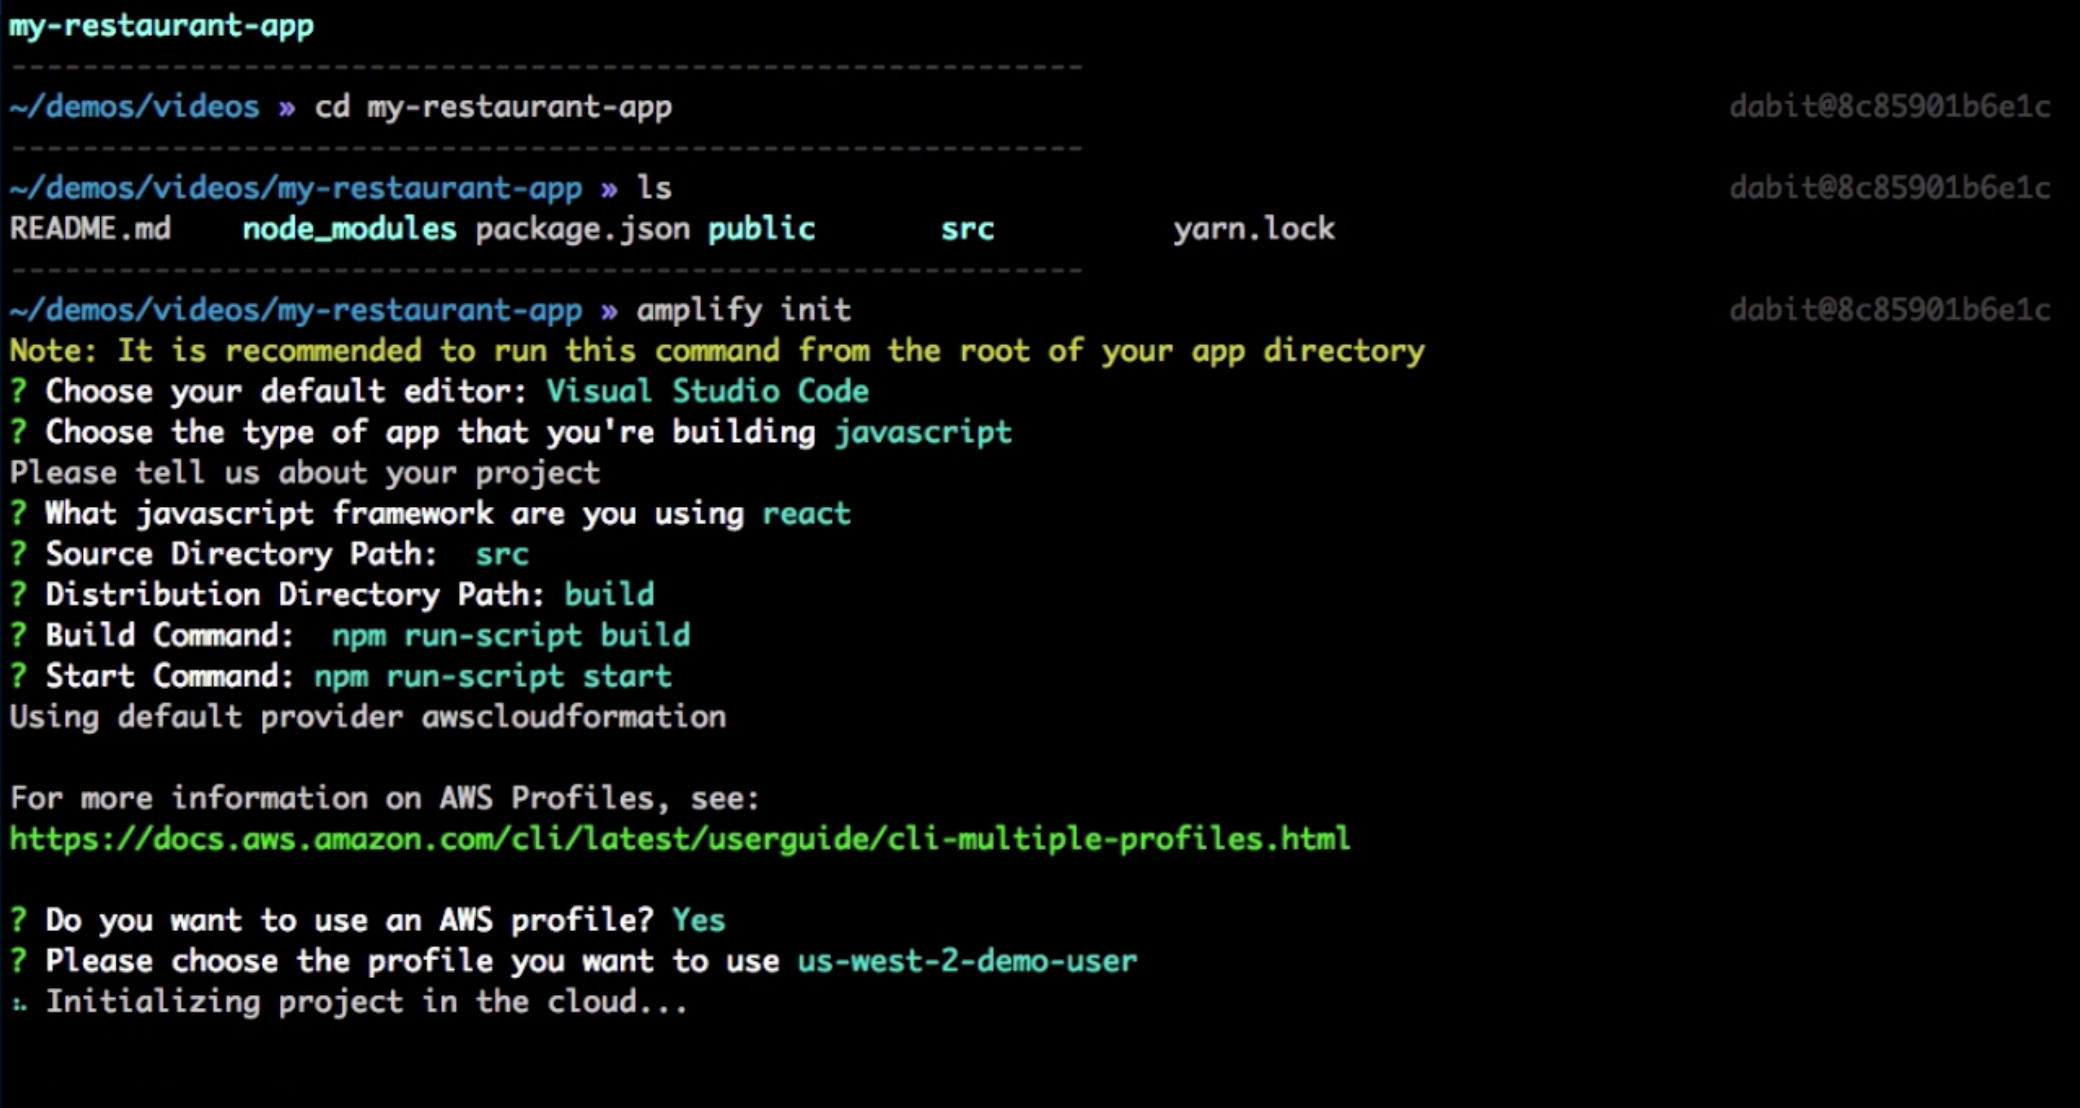 my-restaurant-app
------------------------------------------------------------
~/demos/videos » cd my-restaurant-app dabit@8c85901b6e1c
------------------------------------------------------------
~/demos/videos/my-restaurant-app » ls dabit@8c85901b6e1c
README.md node_modules package.json public src yarn.lock
------------------------------------------------------------
~/demos/videos/my-restaurant-app » amplify init dabit@8c85901b6e1c
Note: It is recommended to run this command from the root of your app directory
? Choose your default editor: Visual Studio Code
? Choose the type of app that you're building javascript
Please tell us about your project
? What javascript framework are you using react
? Source Directory Path: src
? Distribution Directory Path: build
? Build Command: npm run-script build
? Start Command: npm run-script start
Using default provider awscloudformation
For more information on AWS Profiles, see:
https://docs.aws.amazon.com/cli/latest/userguide/cli-multiple-profiles.html
? Do you want to use an AWS profile? Yes
? Please choose the profile you want to use us-west-2-demo-user
Initializing project in the cloud...